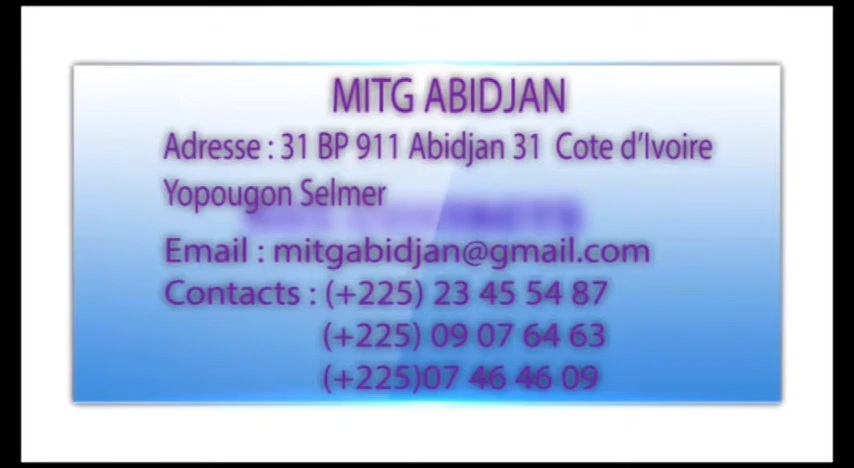 MITG ABIDJAN
Adresse : 31 BP 911 Abidjan 31 Cote d'Ivoire
Yopougon Selmer
Email : mitgabidjan@gmail.com
Contacts : (+225) 23 45 54 87
(+225) 09 07 64 63
(+225)07 46 46 09